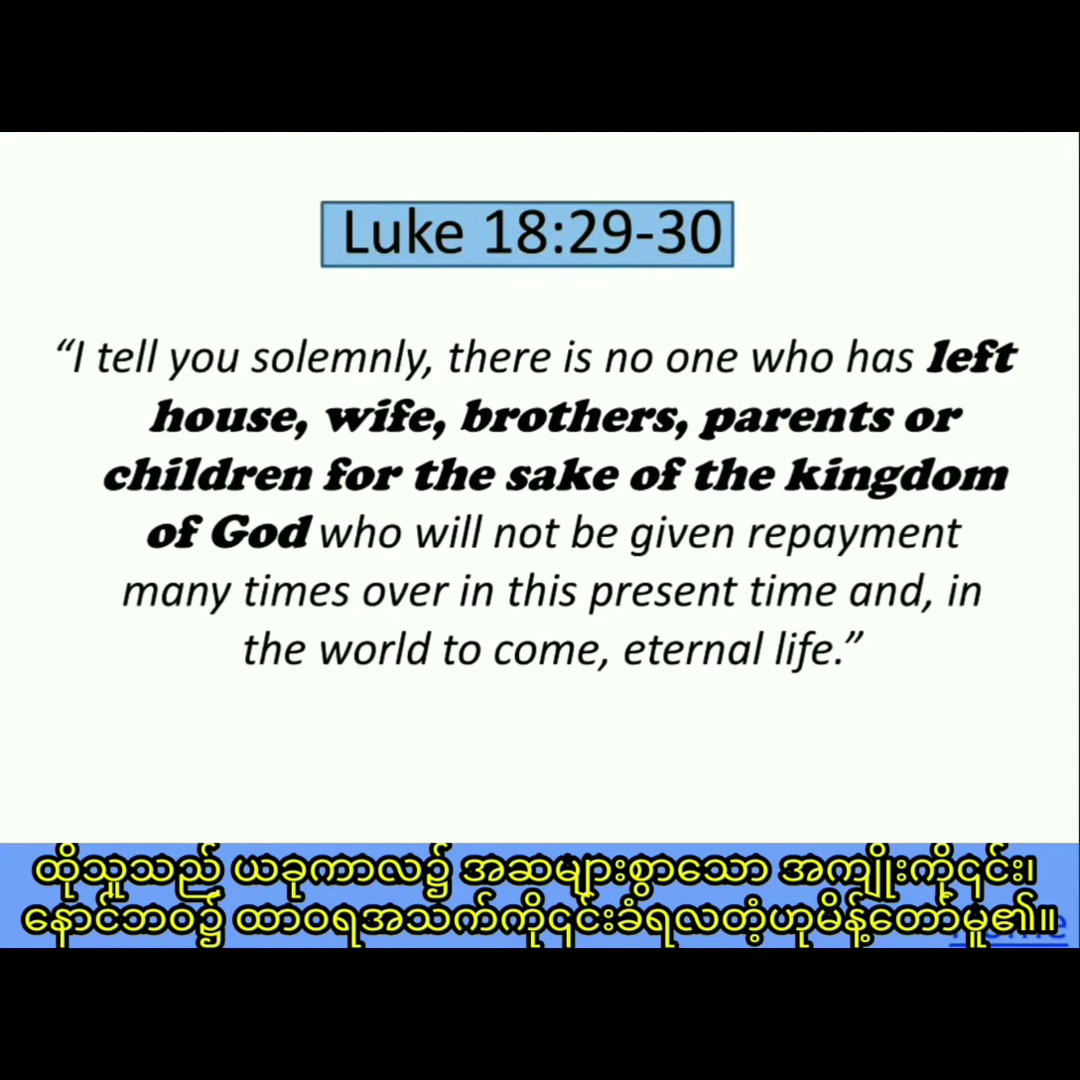 Luke 18:29-30
“I tell you solemnly, there is no one who has left
house, wife, brothers, parents or
children for the sake of the kingdom
of God who will not be given repayment
many times over in this present time and, in
the world to come, eternal life.”
ထိုသူသည် ယခုကာလ၌ အဆများစွာသော အကျိုးကို၎င်း၊
နောင်ဘဝ၌ ထာဝရအသက်ကို၎င်းခံရလတံ့ဟုမိန့်တော်မူ၏။